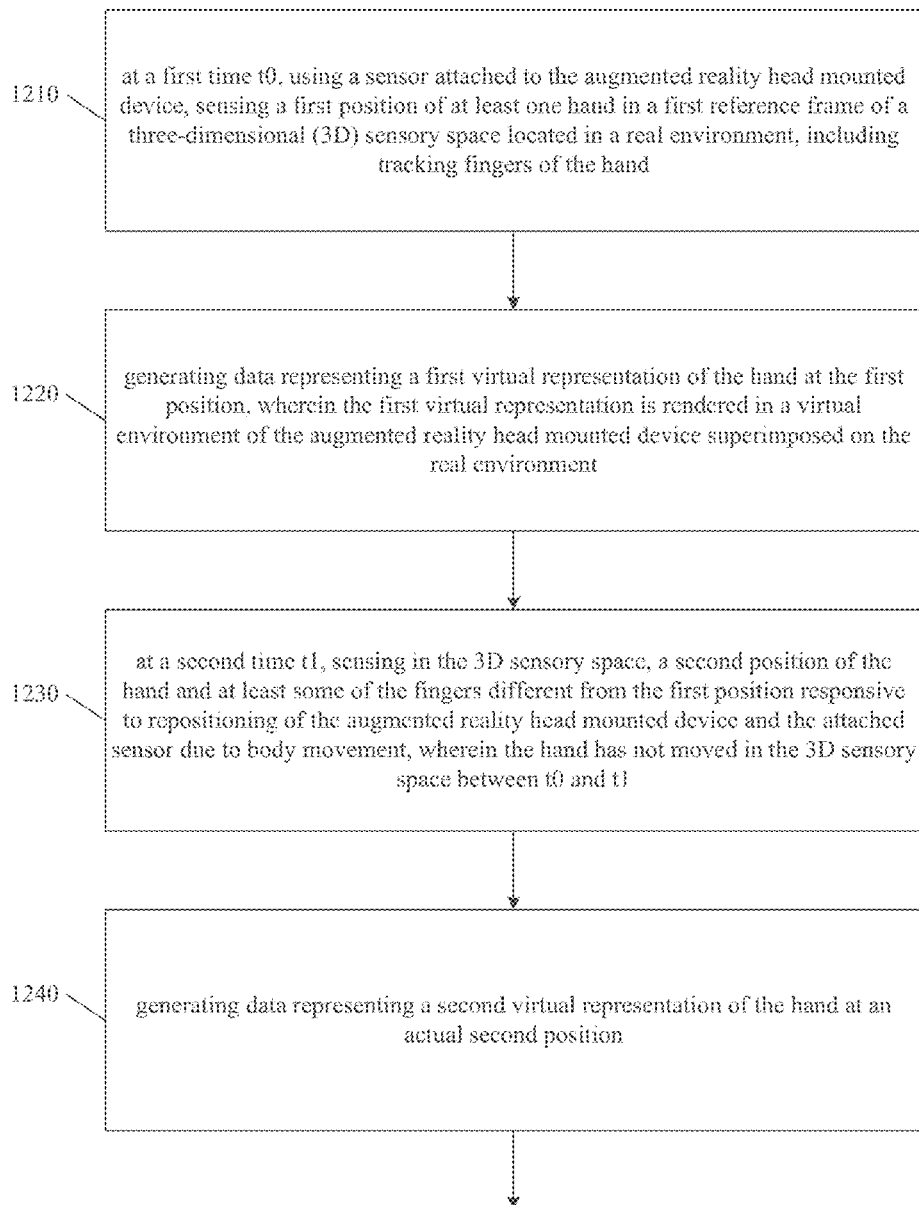 1210
at a first time t0, using a sensor attached to the augmented reality head mounted
device, sensing a first position of at least one hand in a first reference frame of a
three-dimensional (3D) sensory space located in a real environment, including
tracking fingers of the hand
1220
generating data representing a first virtual representation of the hand at the first
position, wherein the first virtual representation is rendered in a virtual
environment of the augmented reality head mounted device superimposed on the
real environment
1230
at a second time t1, sensing in the 3D sensory space, a second position of the
hand and at least some of the fingers different from the first position responsive
to repositioning of the augmented reality head mounted device and the attached
sensor due to body movement, wherein the hand has not moved in the 3D sensory
space between t0 and t1
1240
generating data representing a second virtual representation of the hand at an
actual second position